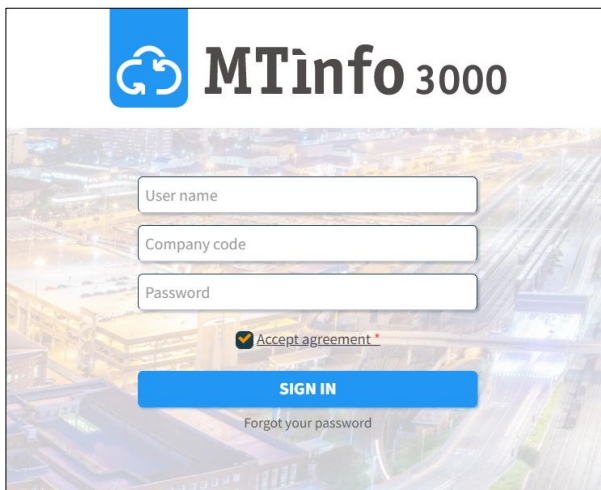 MTinfo 3000
User name
Company code
Password
Accept agreement *
SIGN IN
Forgot your password